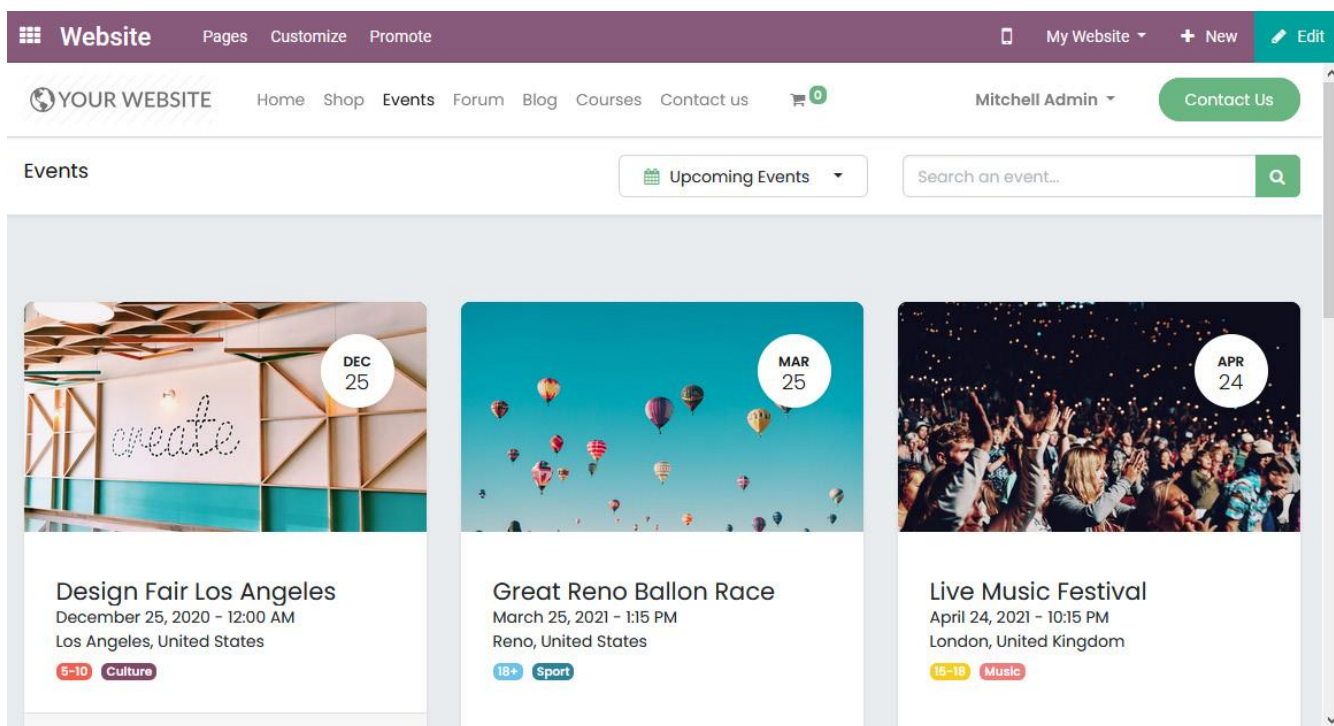 Website Pages Customize Promote My Website + New Edit
YOUR WEBSITE Home Shop Events Forum Blog Courses Contact us 0 Mitchell Admin Contact Us
Events Upcoming Events Search an event...
DEC
25
create
MAR
25
APR
24
Design Fair Los Angeles
December 25, 2020 - 12:00 AM
Los Angeles, United States
5-10 Culture
Great Reno Ballon Race
March 25, 2021 - 1:15 PM
Reno, United States
18+ Sport
Live Music Festival
April 24, 2021 - 10:15 PM
London, United Kingdom
15-18 Music